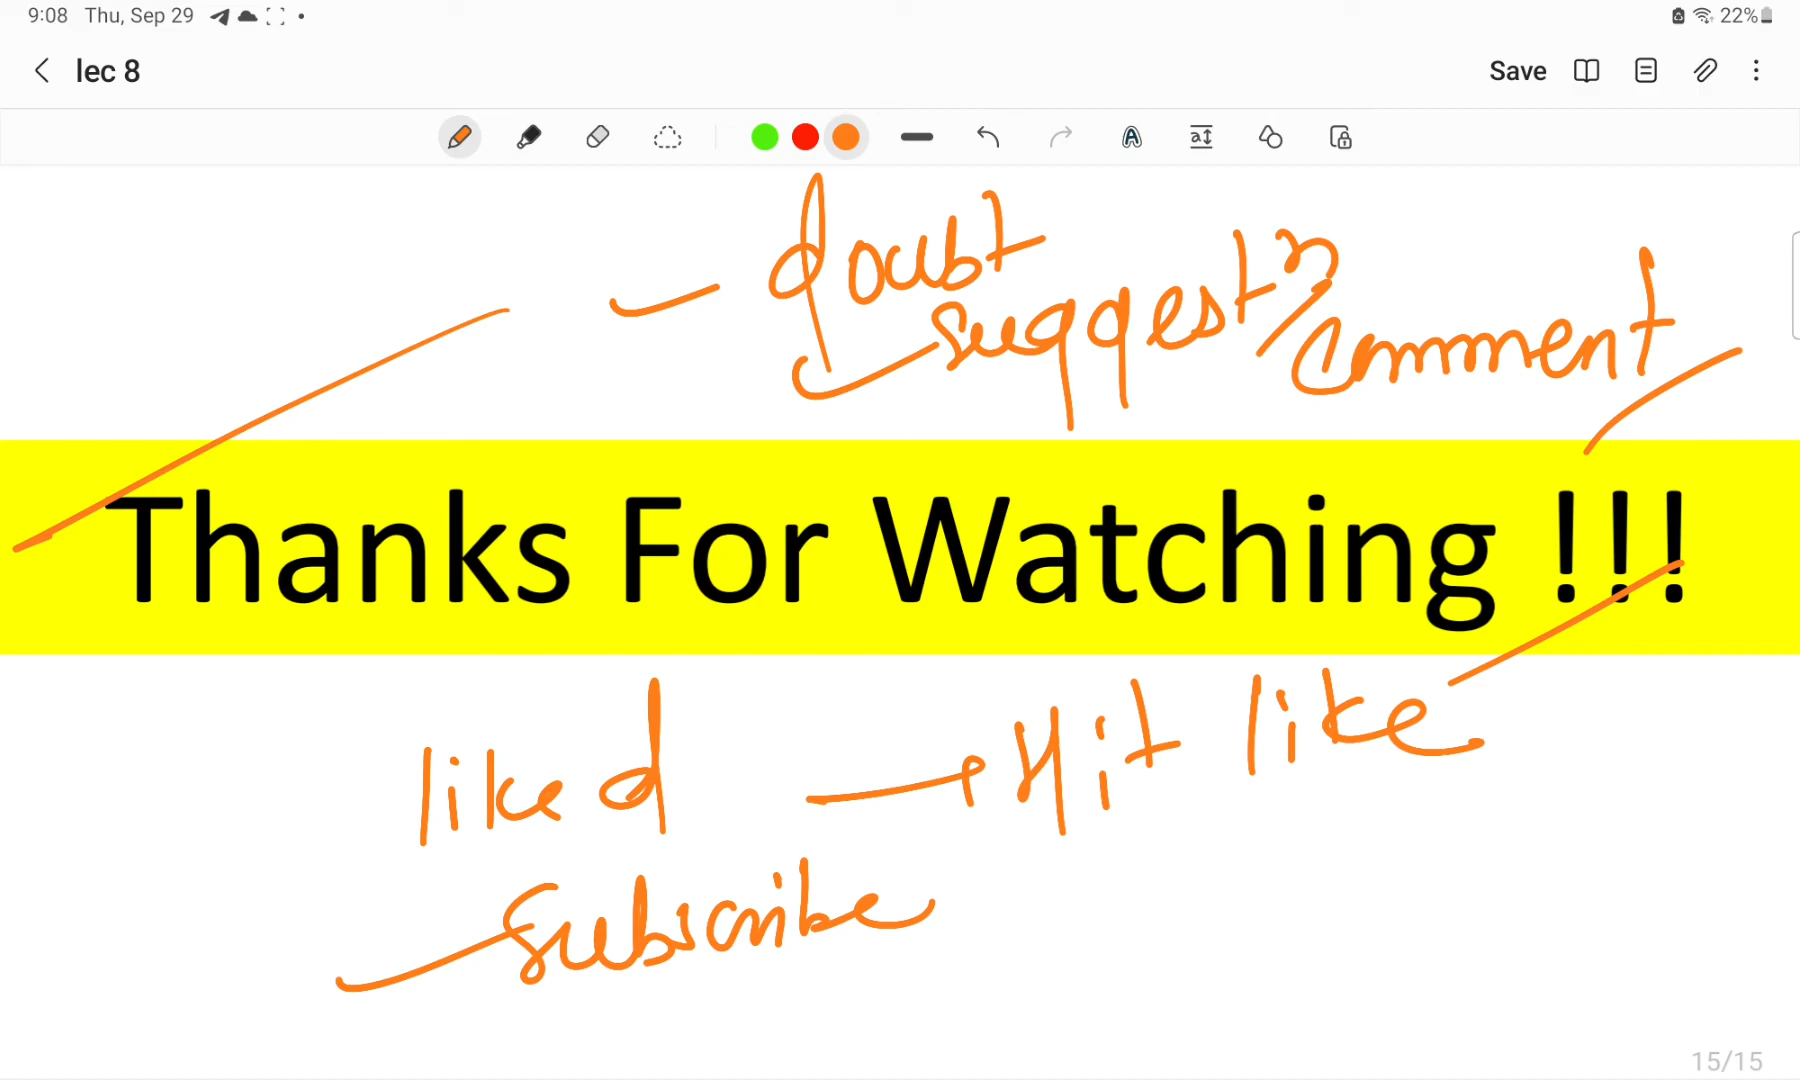 9:08 Thu, Sep 29 22%
lec 8 Save
doubt
suggestn/comment
Thanks For Watching !!!
liked Hit like
subscribe
15/15